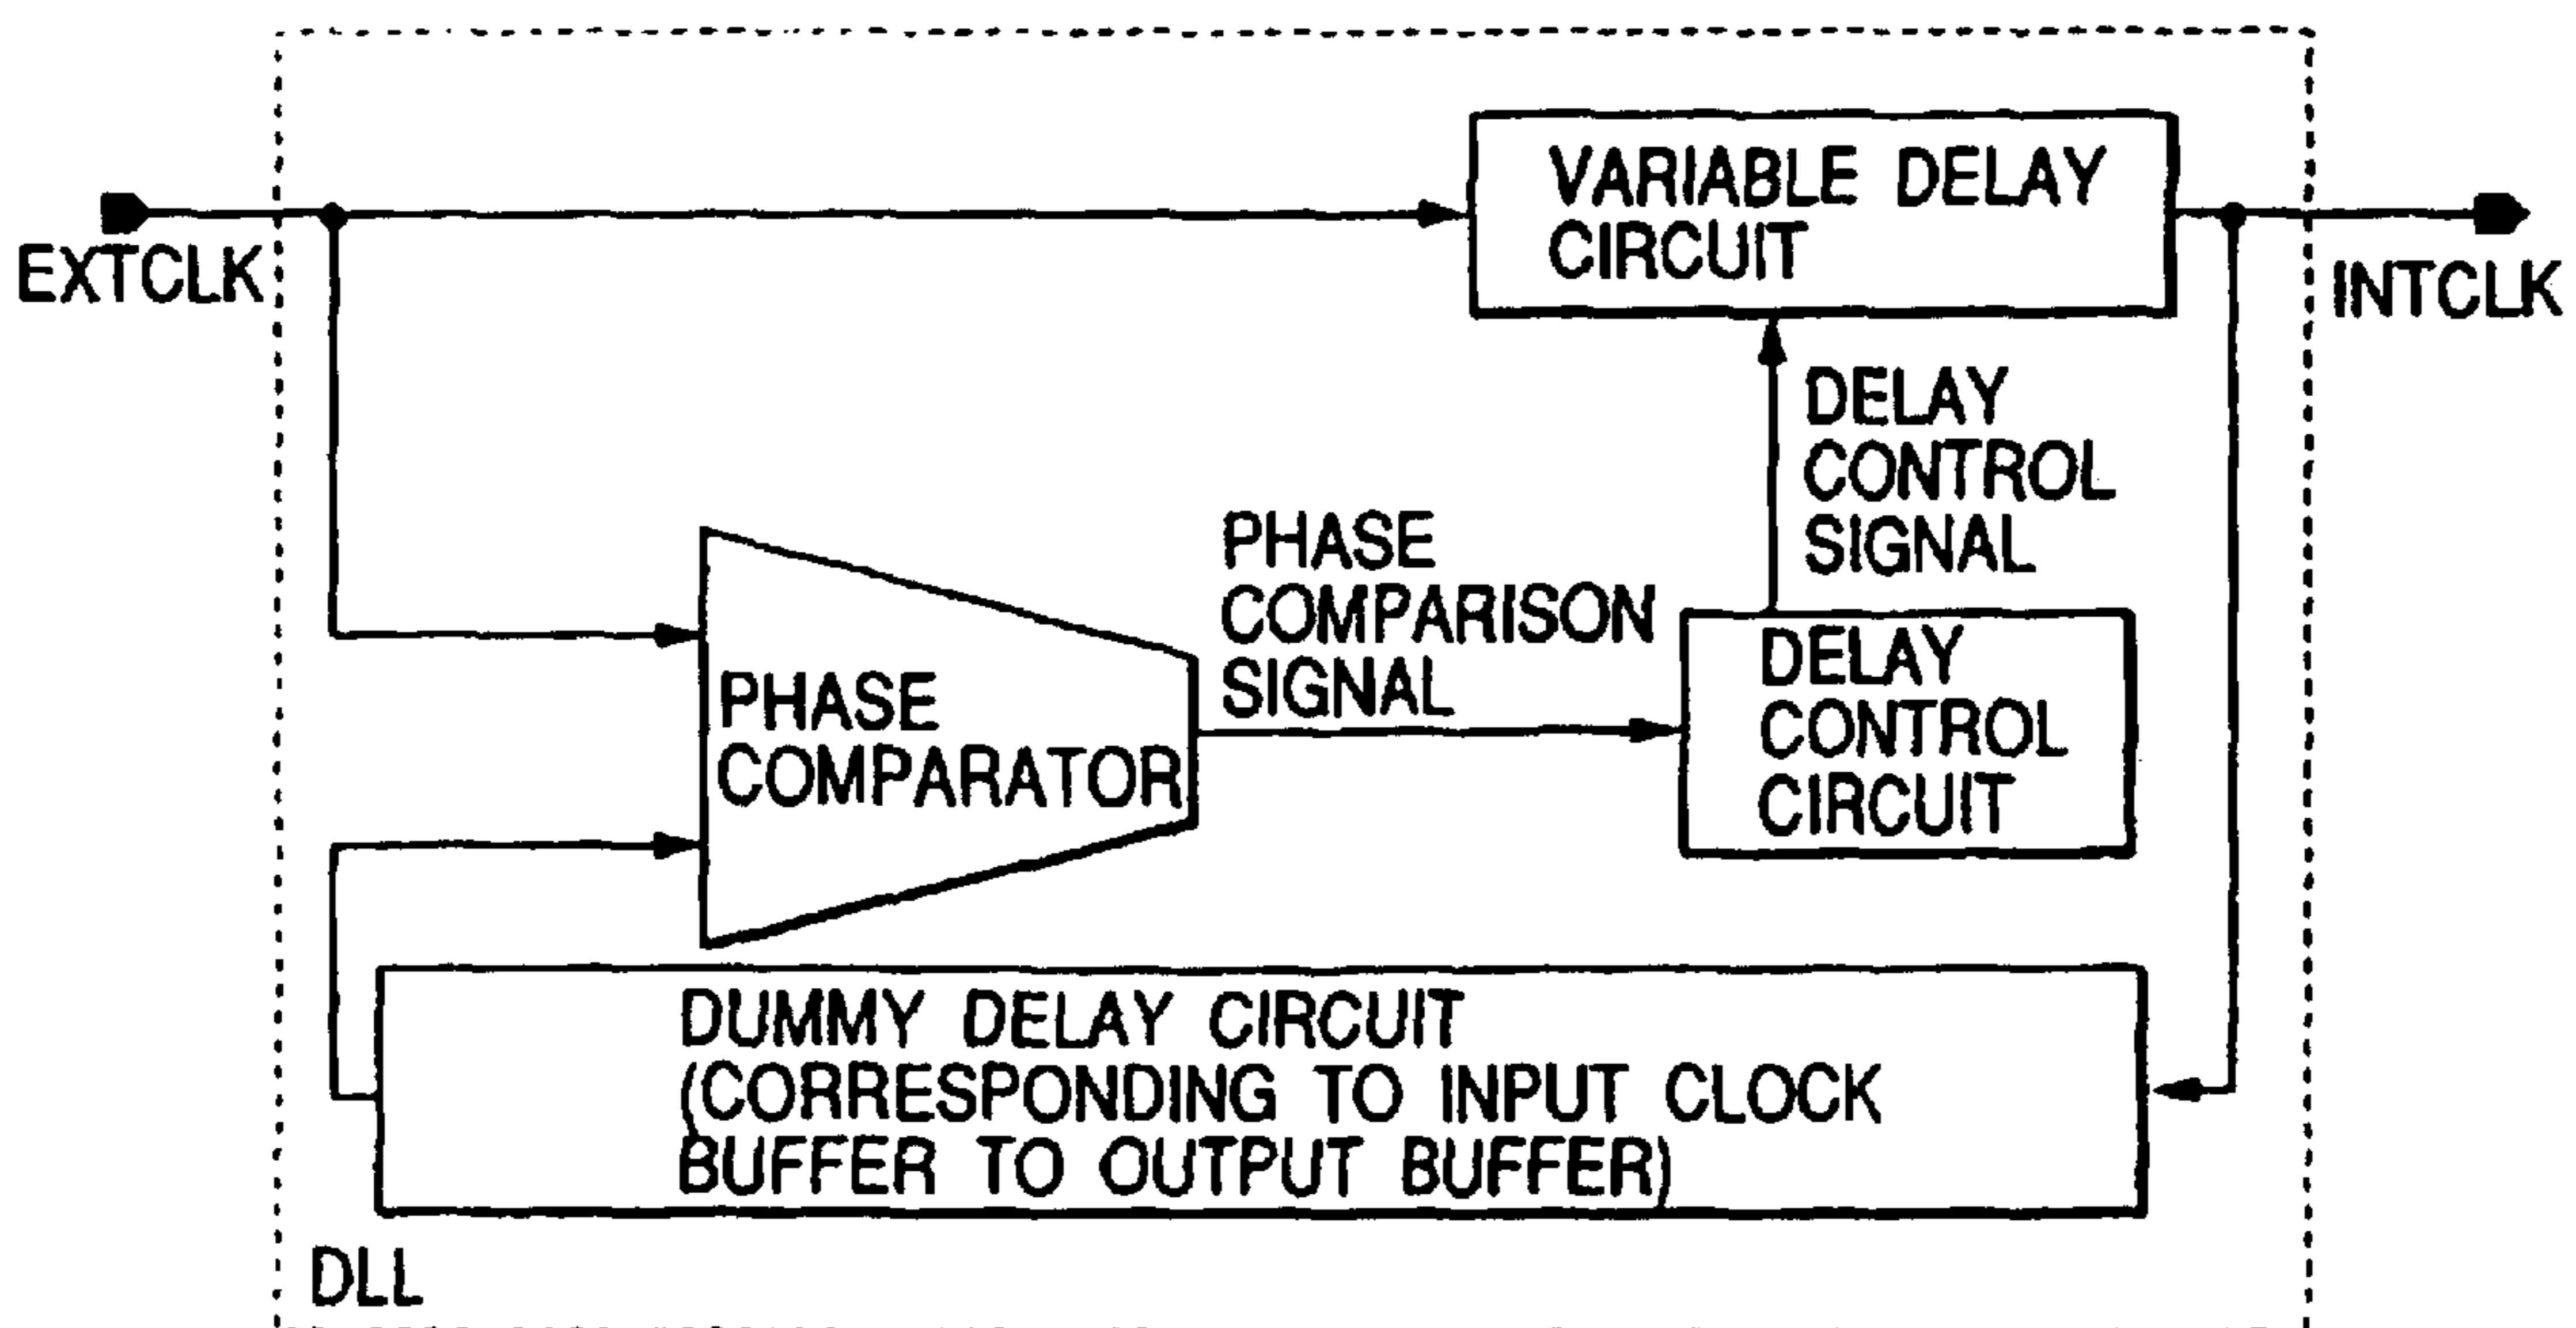 VARIABLE DELAY
CIRCUIT
EXTCLK
INTCLK
DELAY
CONTROL
SIGNAL
PHASE
COMPARISON
SIGNAL
PHASE
COMPARATOR
DELAY
CONTROL
CIRCUIT
DUMMY DELAY CIRCUIT
(CORRESPONDING TO INPUT CLOCK
BUFFER TO OUTPUT BUFFER)
DLL